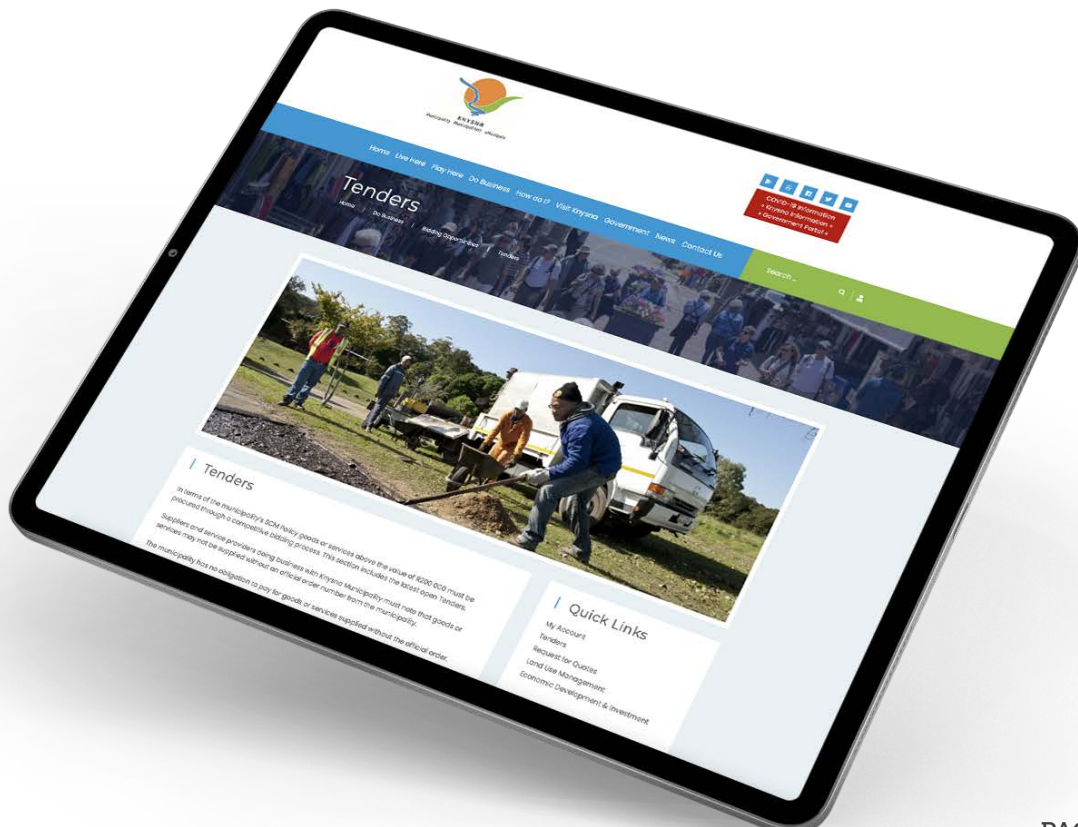 KNYSNA
Municipality Munisipaliteit uMasipala
COVID-19 Information
• Knysna Information •
• Government Portal •
Home Live Here Play Here Do Business How do I? Visit Knysna Government News Contact Us
Search ...
Tenders
Home / Do Business / Bidding Opportunities / Tenders
Tenders
In terms of the municipality's SCM Policy goods or services above the value of R200 000 must be
procured through a competitive bidding process. This section includes the latest open Tenders.
Suppliers and service providers doing business with Knysna Municipality must note that goods or
services may not be supplied without an official order number from the municipality.
The municipality has no obligation to pay for goods or services supplied without the official order.
Quick Links
My Account
Tenders
Request for Quotes
Land Use Management
Economic Development & Investment